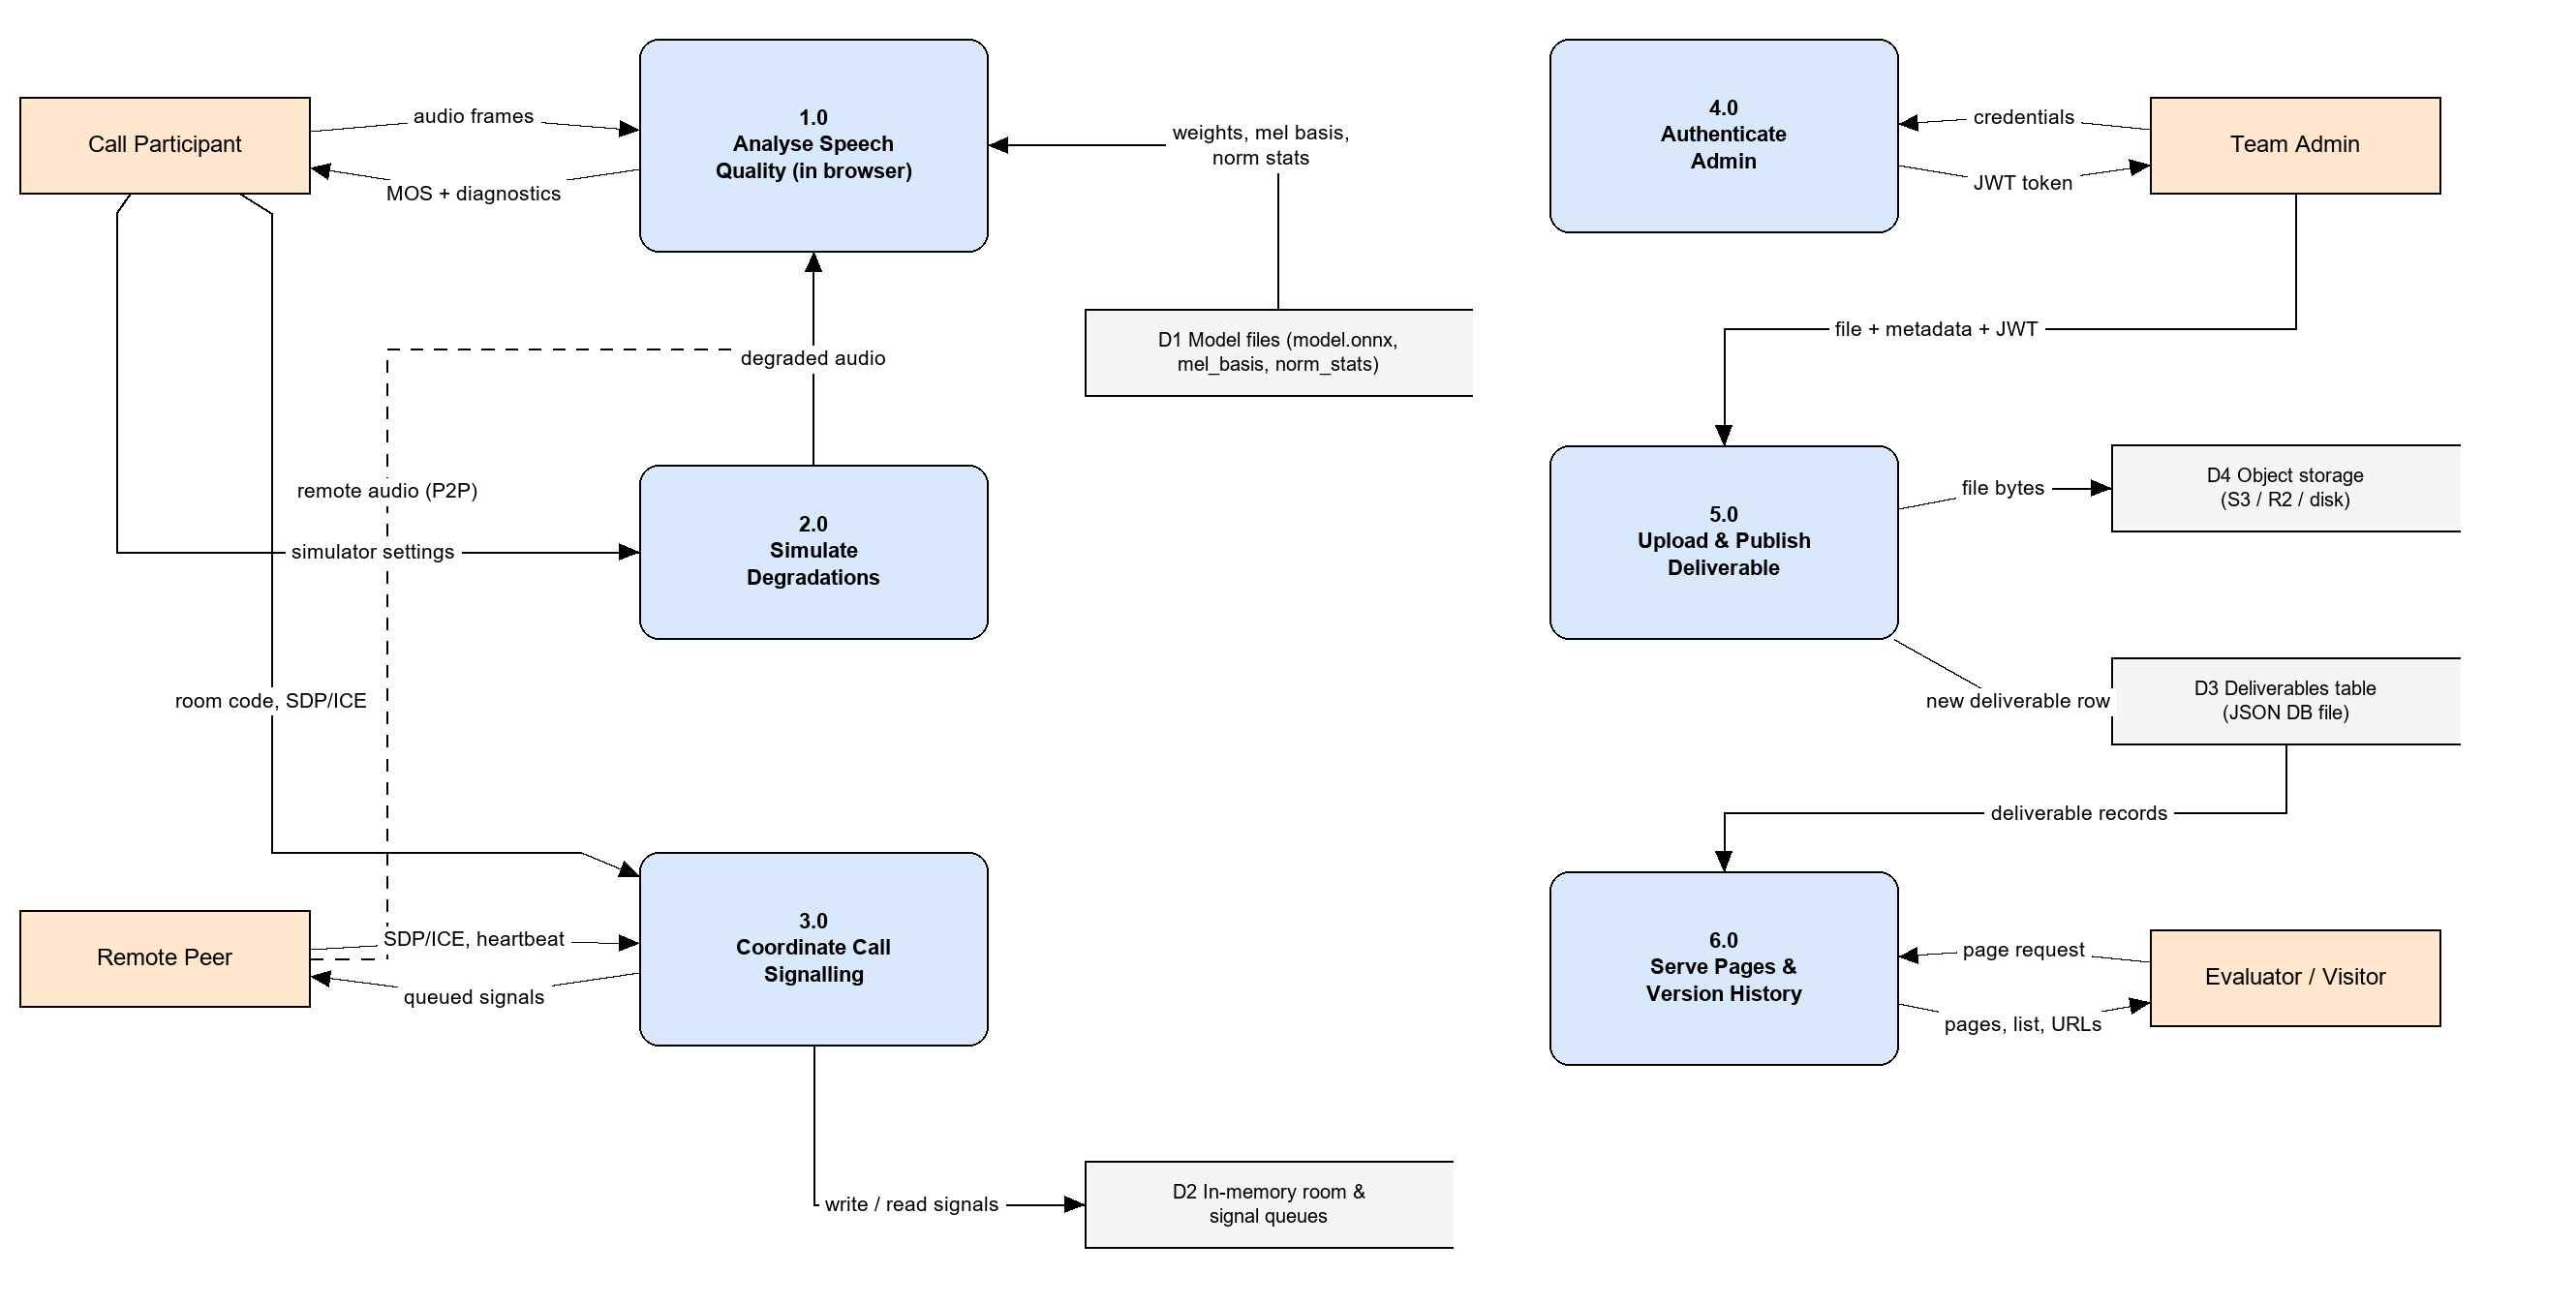 Call Participant
audio frames
MOS + diagnostics
1.0
Analyse Speech
Quality (in browser)
weights, mel basis,
norm stats
D1 Model files (model.onnx,
mel_basis, norm_stats)
degraded audio
remote audio (P2P)
simulator settings
2.0
Simulate
Degradations
room code, SDP/ICE
Remote Peer
SDP/ICE, heartbeat
queued signals
3.0
Coordinate Call
Signalling
write / read signals
D2 In-memory room &
signal queues
4.0
Authenticate
Admin
credentials
JWT token
Team Admin
file + metadata + JWT
5.0
Upload & Publish
Deliverable
file bytes
D4 Object storage
(S3 / R2 / disk)
new deliverable row
D3 Deliverables table
(JSON DB file)
deliverable records
6.0
Serve Pages &
Version History
page request
pages, list, URLs
Evaluator / Visitor